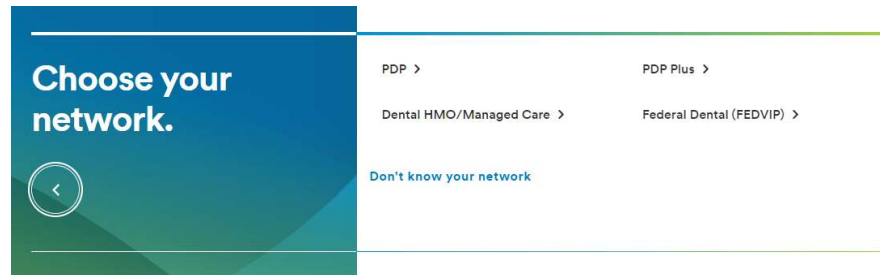 Choose your
network.
PDP >
PDP Plus >
Dental HMO/Managed Care >
Federal Dental (FEDVIP) >
Don't know your network